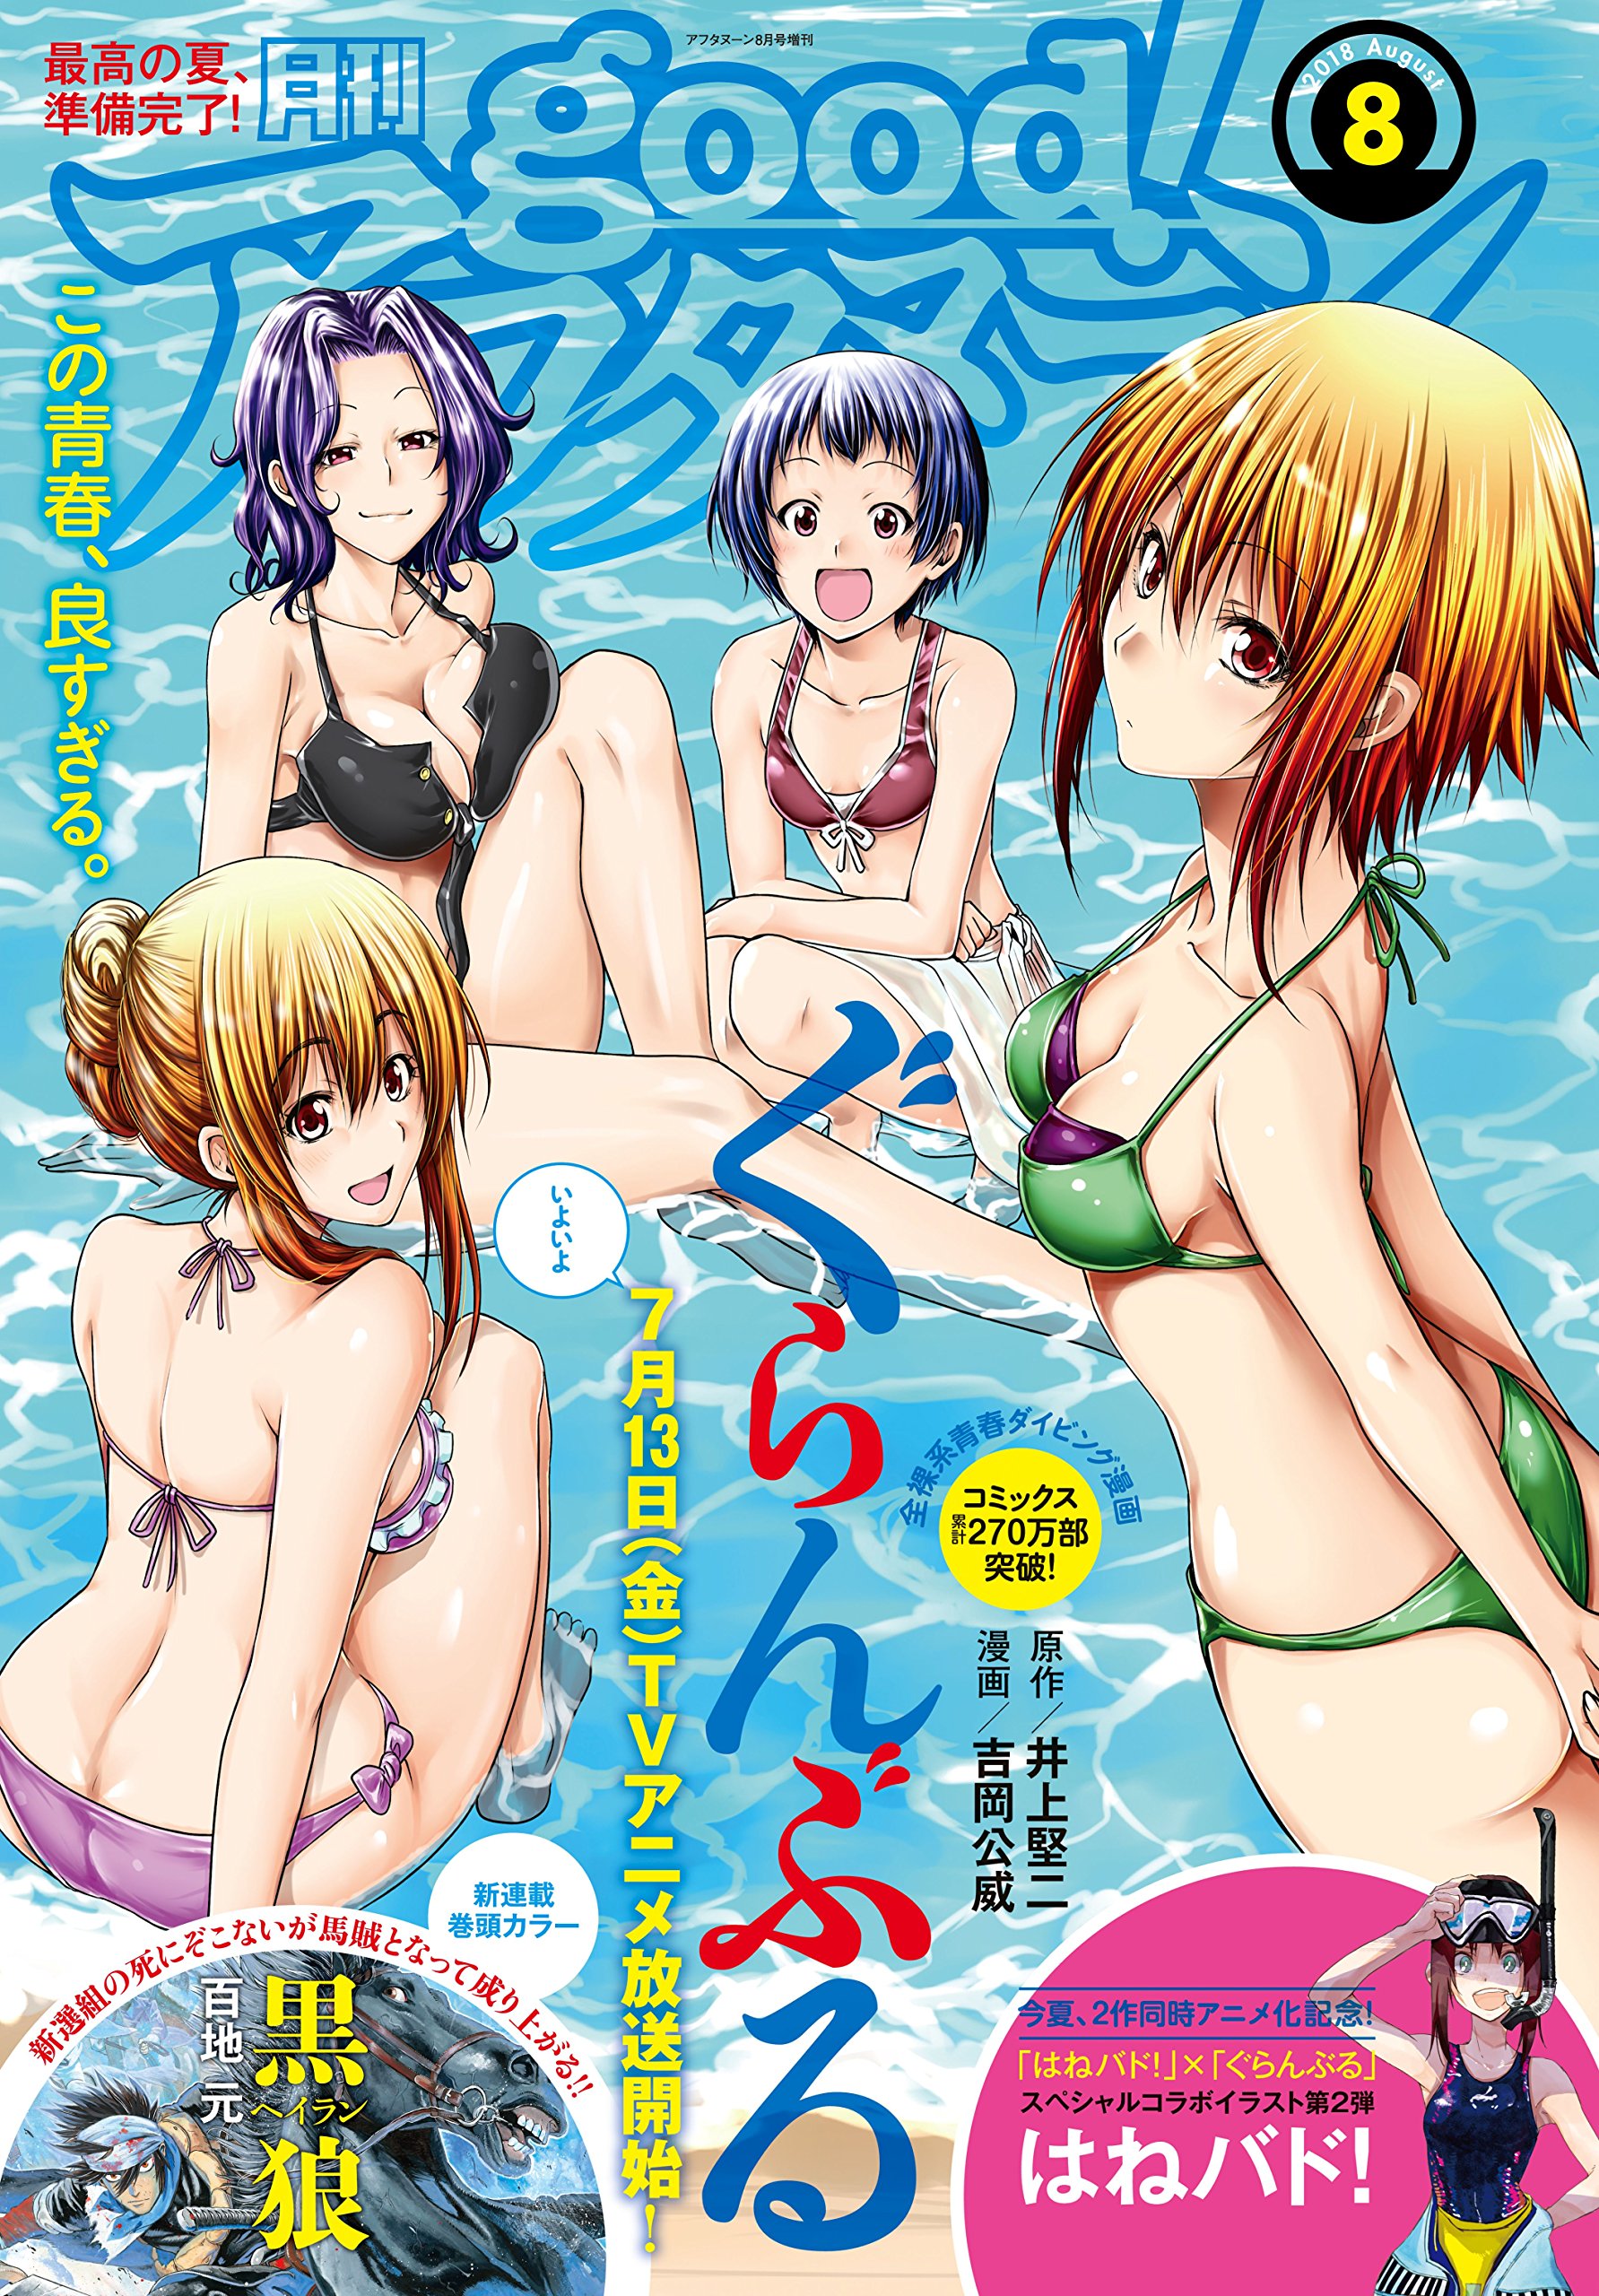 アフタヌーン8月号増刊
最高の夏、
準備完了!
月刊
good!
アフタヌーン
2018 August
8
この青春、良すぎる。
いよいよ
7月13日(金)TVアニメ放送開始!
ぐらんぶる
全裸系青春ダイビング漫画
コミックス
累計270万部
突破!
原作/井上堅二
漫画/吉岡公威
新連載
巻頭カラー
新選組の死にぞこないが馬賊となって成り上がる!!
黒狼
ヘイラン
百地 元
今夏、2作同時アニメ化記念!
「はねバド!」×「ぐらんぶる」
スペシャルコラボイラスト第2弾
はねバド!